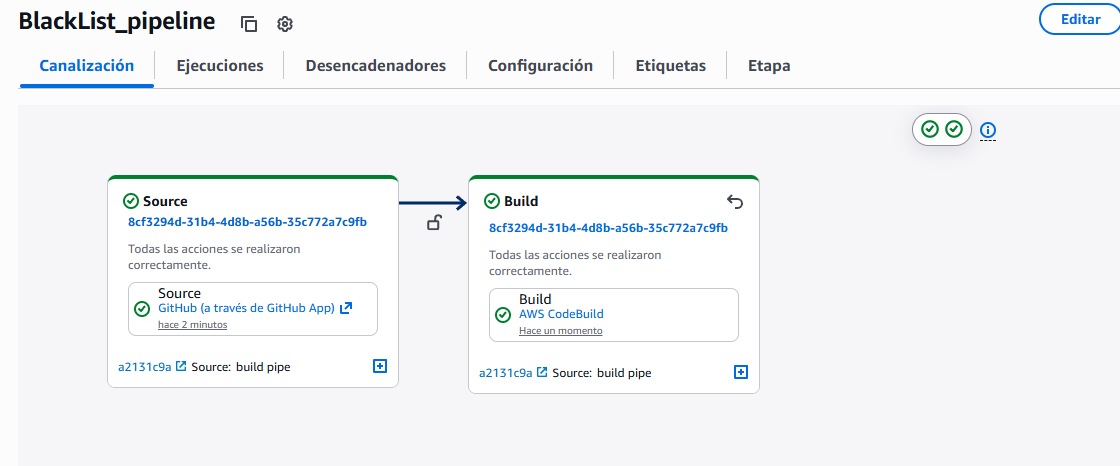 BlackList_pipeline
Editar
Canalización Ejecuciones Desencadenadores Configuración Etiquetas Etapa
Source
8cf3294d-31b4-4d8b-a56b-35c772a7c9fb
Todas las acciones se realizaron
correctamente.
Source
GitHub (a través de GitHub App)
hace 2 minutos
a2131c9a Source: build pipe
Build
8cf3294d-31b4-4d8b-a56b-35c772a7c9fb
Todas las acciones se realizaron
correctamente.
Build
AWS CodeBuild
Hace un momento
a2131c9a Source: build pipe